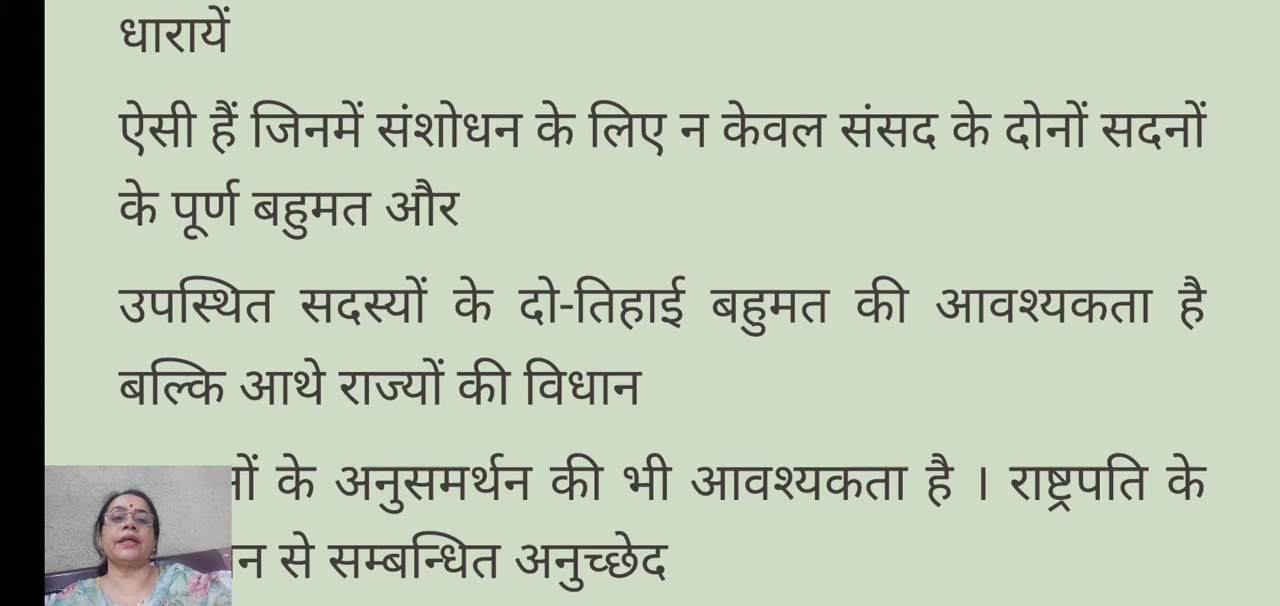 धारायें
ऐसी हैं जिनमें संशोधन के लिए न केवल संसद के दोनों सदनों
के पूर्ण बहुमत और
उपस्थित सदस्यों के दो-तिहाई बहुमत की आवश्यकता है
बल्कि आथे राज्यों की विधान
के अनुसमर्थन की भी आवश्यकता है । राष्ट्रपति के
से सम्बन्धित अनुच्छेद